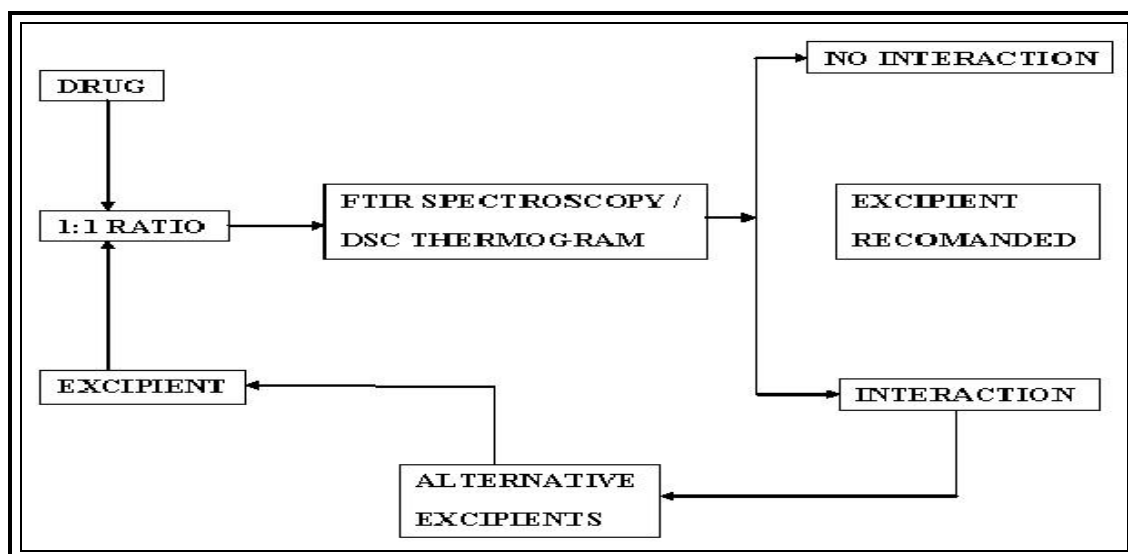 DRUG
NO INTERACTION
1:1 RATIO
FTIR SPECTROSCOPY /
DSC THERMOGRAM
EXCIPIENT
RECOMANDED
EXCIPIENT
INTERACTION
ALTERNATIVE
EXCIPIENTS